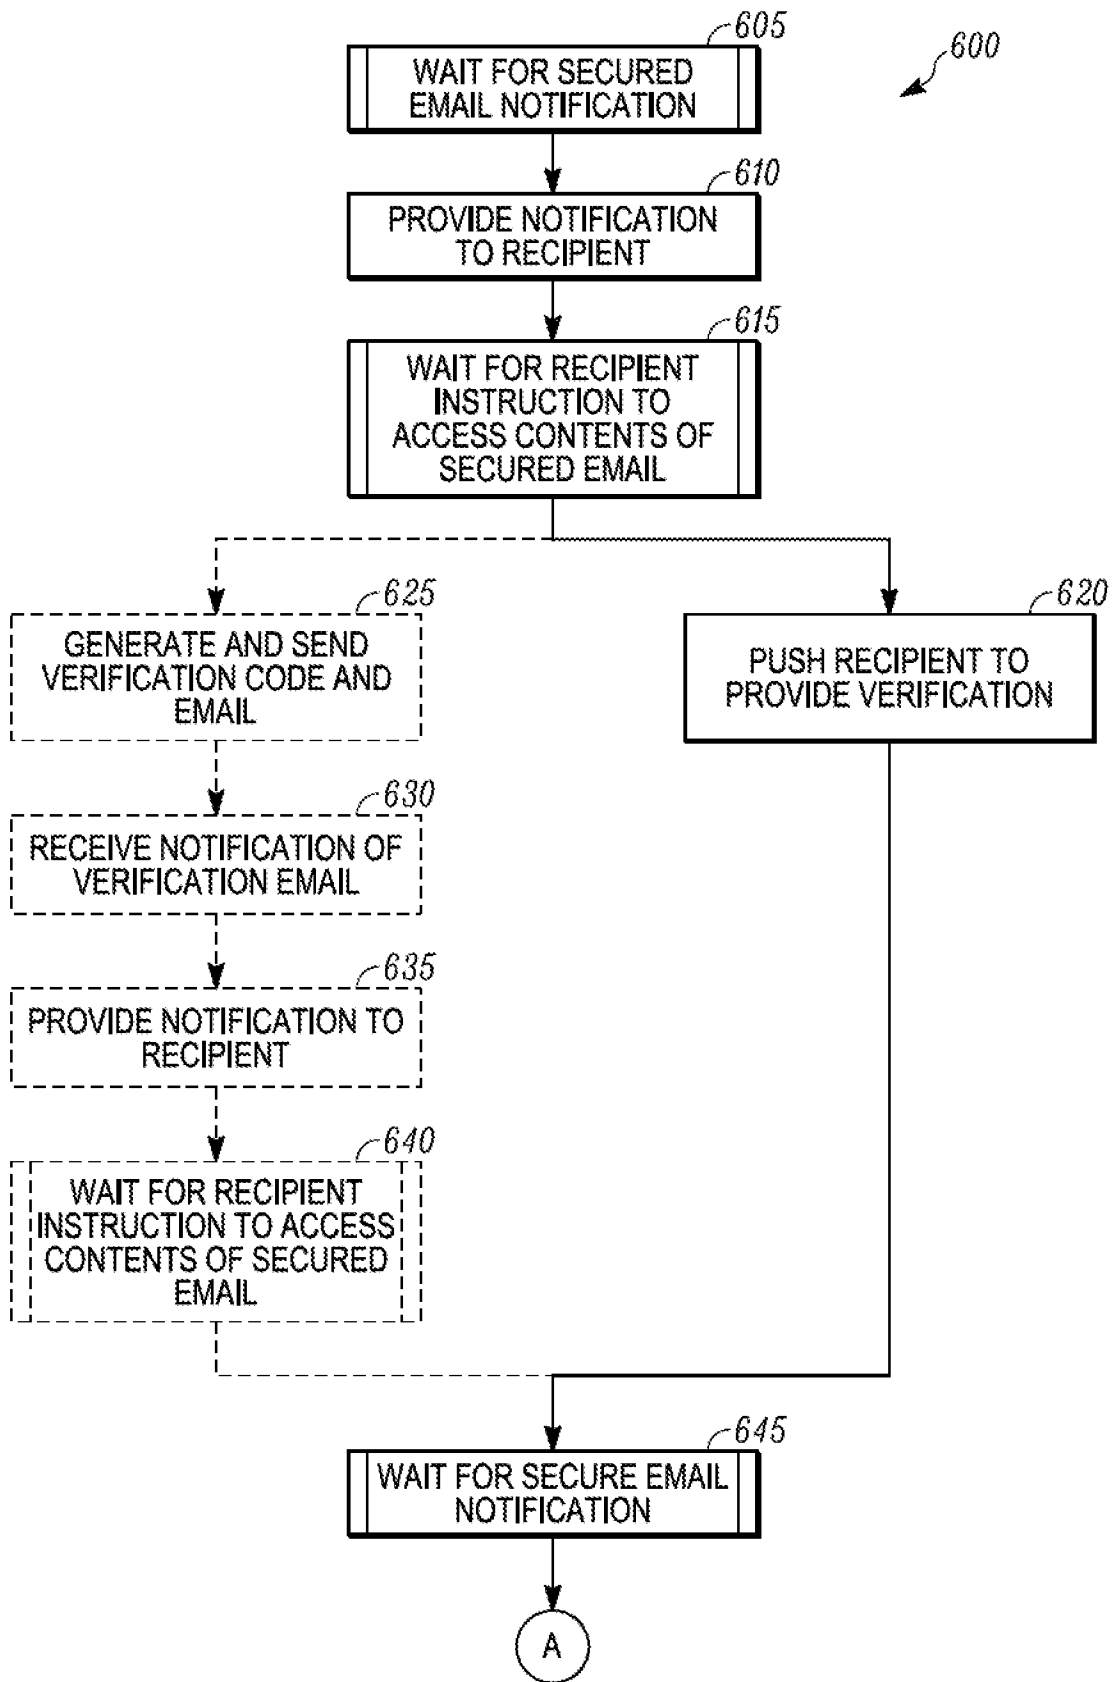 605
600
WAIT FOR SECURED
EMAIL NOTIFICATION
610
PROVIDE NOTIFICATION
TO RECIPIENT
615
WAIT FOR RECIPIENT
INSTRUCTION TO
ACCESS CONTENTS OF
SECURED EMAIL
625
GENERATE AND SEND
VERIFICATION CODE AND
EMAIL
620
PUSH RECIPIENT TO
PROVIDE VERIFICATION
630
RECEIVE NOTIFICATION OF
VERIFICATION EMAIL
635
PROVIDE NOTIFICATION TO
RECIPIENT
640
WAIT FOR RECIPIENT
INSTRUCTION TO ACCESS
CONTENTS OF SECURED
EMAIL
645
WAIT FOR SECURE EMAIL
NOTIFICATION
A